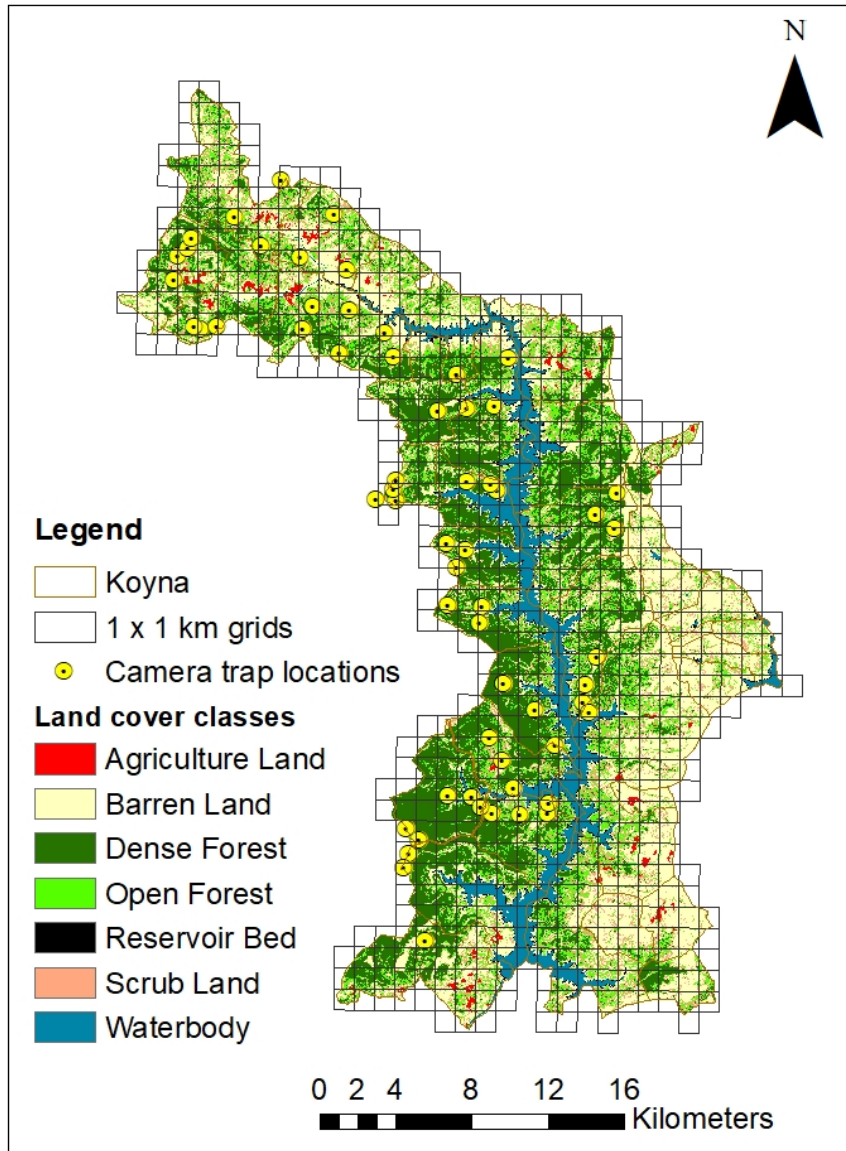 N
Legend
Koyna
1 x 1 km grids
Camera trap locations
Land cover classes
Agriculture Land
Barren Land
Dense Forest
Open Forest
Reservoir Bed
Scrub Land
Waterbody
0 2 4 8 12 16
Kilometers